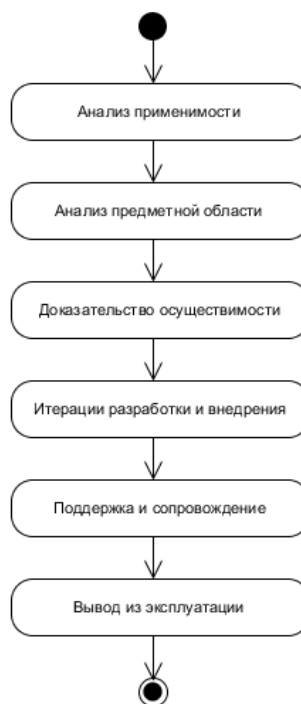 Анализ применимости
Анализ предметной области
Доказательство осуществимости
Итерации разработки и внедрения
Поддержка и сопровождение
Вывод из эксплуатации